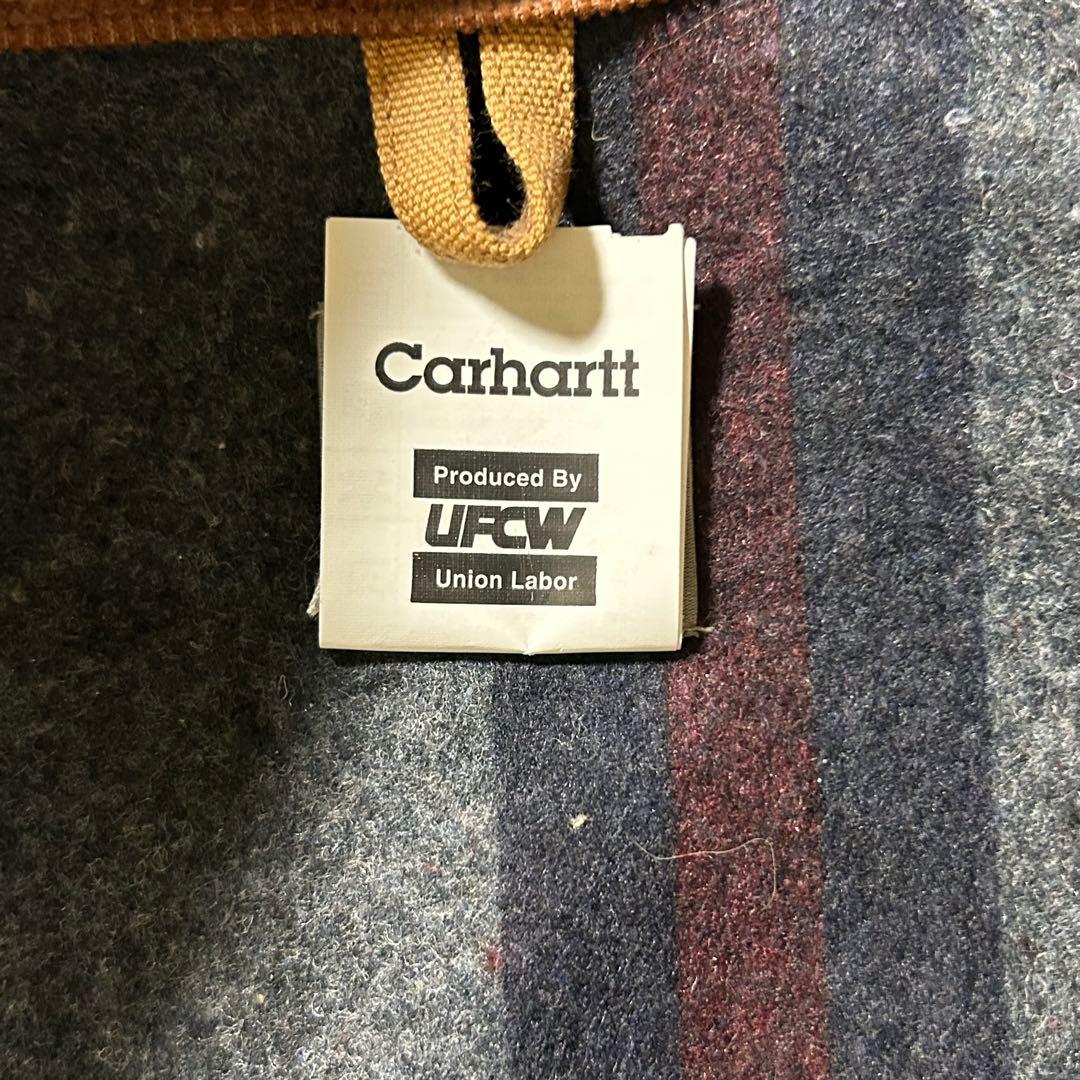 Carhartt
Produced By
UFCW
Union Labor